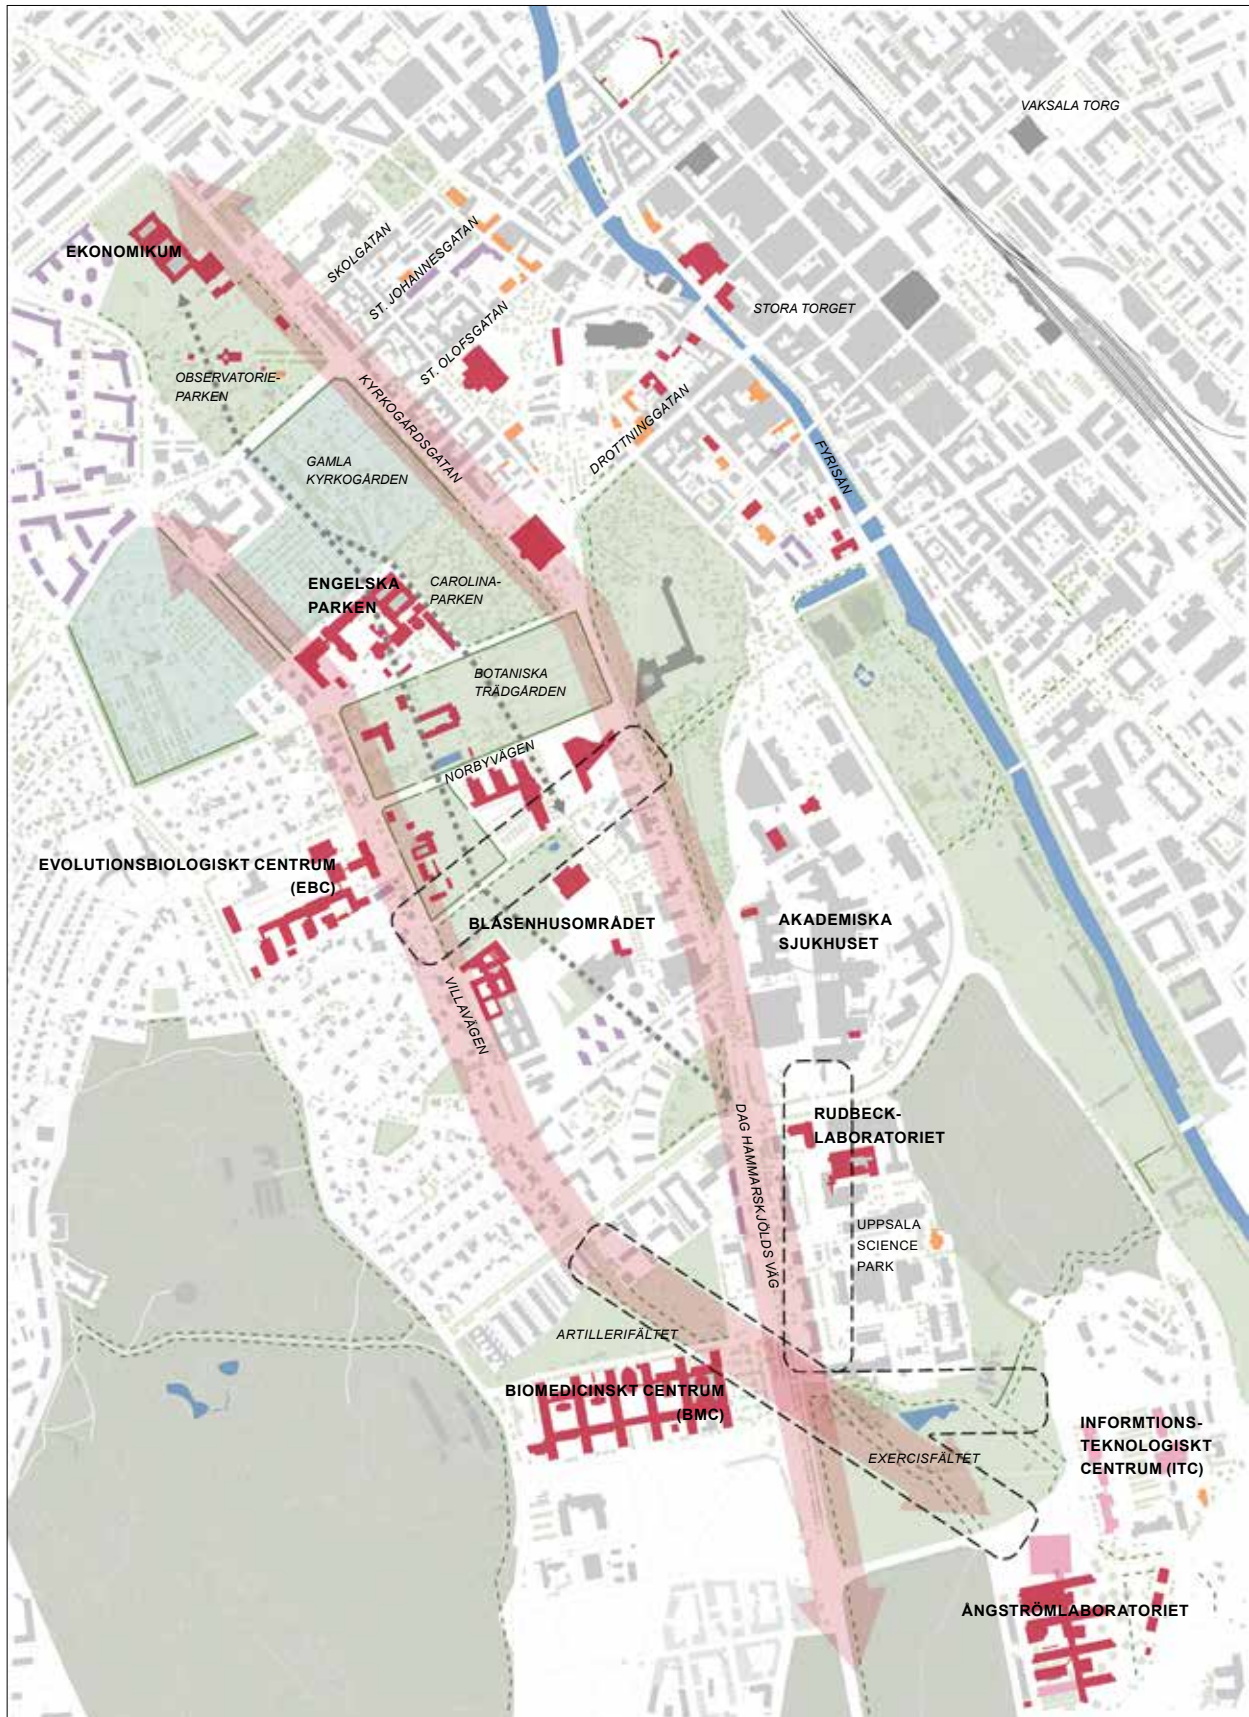 VAKSALA TORG
EKONOMIKUM
SKOLGATAN
ST. JOHANNESGATAN
ST. OLOFSGATAN
STORA TORGET
OBSERVATORIE-
PARKEN
KYRKOGÅRDSGATAN
DROTTNINGGATAN
GAMLA
KYRKOGÅRDEN
FYRISÅN
ENGELSKA
PARKEN
CAROLINA-
PARKEN
BOTANISKA
TRÄDGÅRDEN
NORBYVÄGEN
EVOLUTIONSBIOLOGISKT CENTRUM
(EBC)
BLÅSENHUSOMRÅDET
AKADEMISKA
SJUKHUSET
VILLAVÄGEN
DAG HAMMARSKJÖLDS VÄG
RUDBECK-
LABORATORIET
UPPSALA
SCIENCE
PARK
ARTILLERIFÄLTET
BIOMEDICINSKT CENTRUM
(BMC)
EXERCISFÄLTET
INFORMTIONS-
TEKNOLOGISKT
CENTRUM (ITC)
ÅNGSTRÖMLABORATORIET